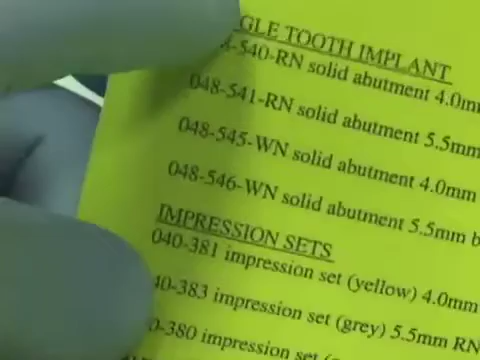 GLE TOOTH IMPLANT
-540-RN solid abutment 4.0mm
048-541-RN solid abutment 5.5mm
048-545-WN solid abutment 4.0mm
048-546-WN solid abutment 5.5mm b
IMPRESSION SETS
040-381 impression set (yellow) 4.0mm
40-383 impression set (grey) 5.5mm RN
0-380 impression set